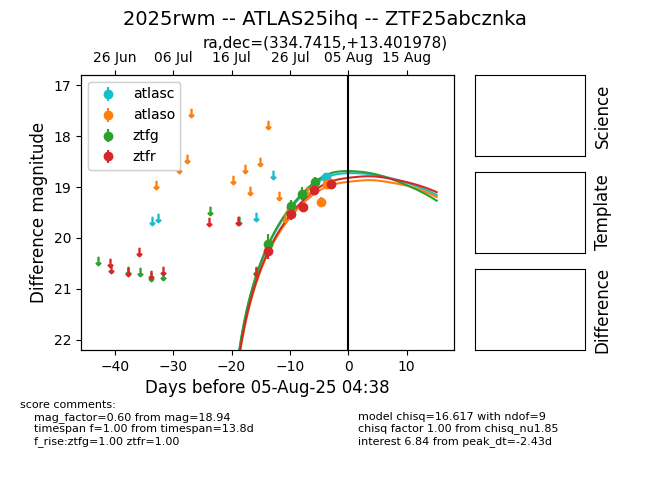 2025rwm -- ATLAS25ihq -- ZTF25abcznka
ra,dec=(334.7415,+13.401978)
26 Jun 06 Jul 16 Jul 26 Jul 05 Aug 15 Aug
17
18
19
20
21
22
Difference magnitude
atlasc
atlaso
ztfg
ztfr
−40 −30 −20 −10 0 10
Days before 05-Aug-25 04:38
Science
Template
Difference
score comments:
mag_factor=0.60 from mag=18.94
timespan f=1.00 from timespan=13.8d
f_rise:ztfg=1.00 ztfr=1.00
model chisq=16.617 with ndof=9
chisq factor 1.00 from chisq_nu1.85
interest 6.84 from peak_dt=-2.43d